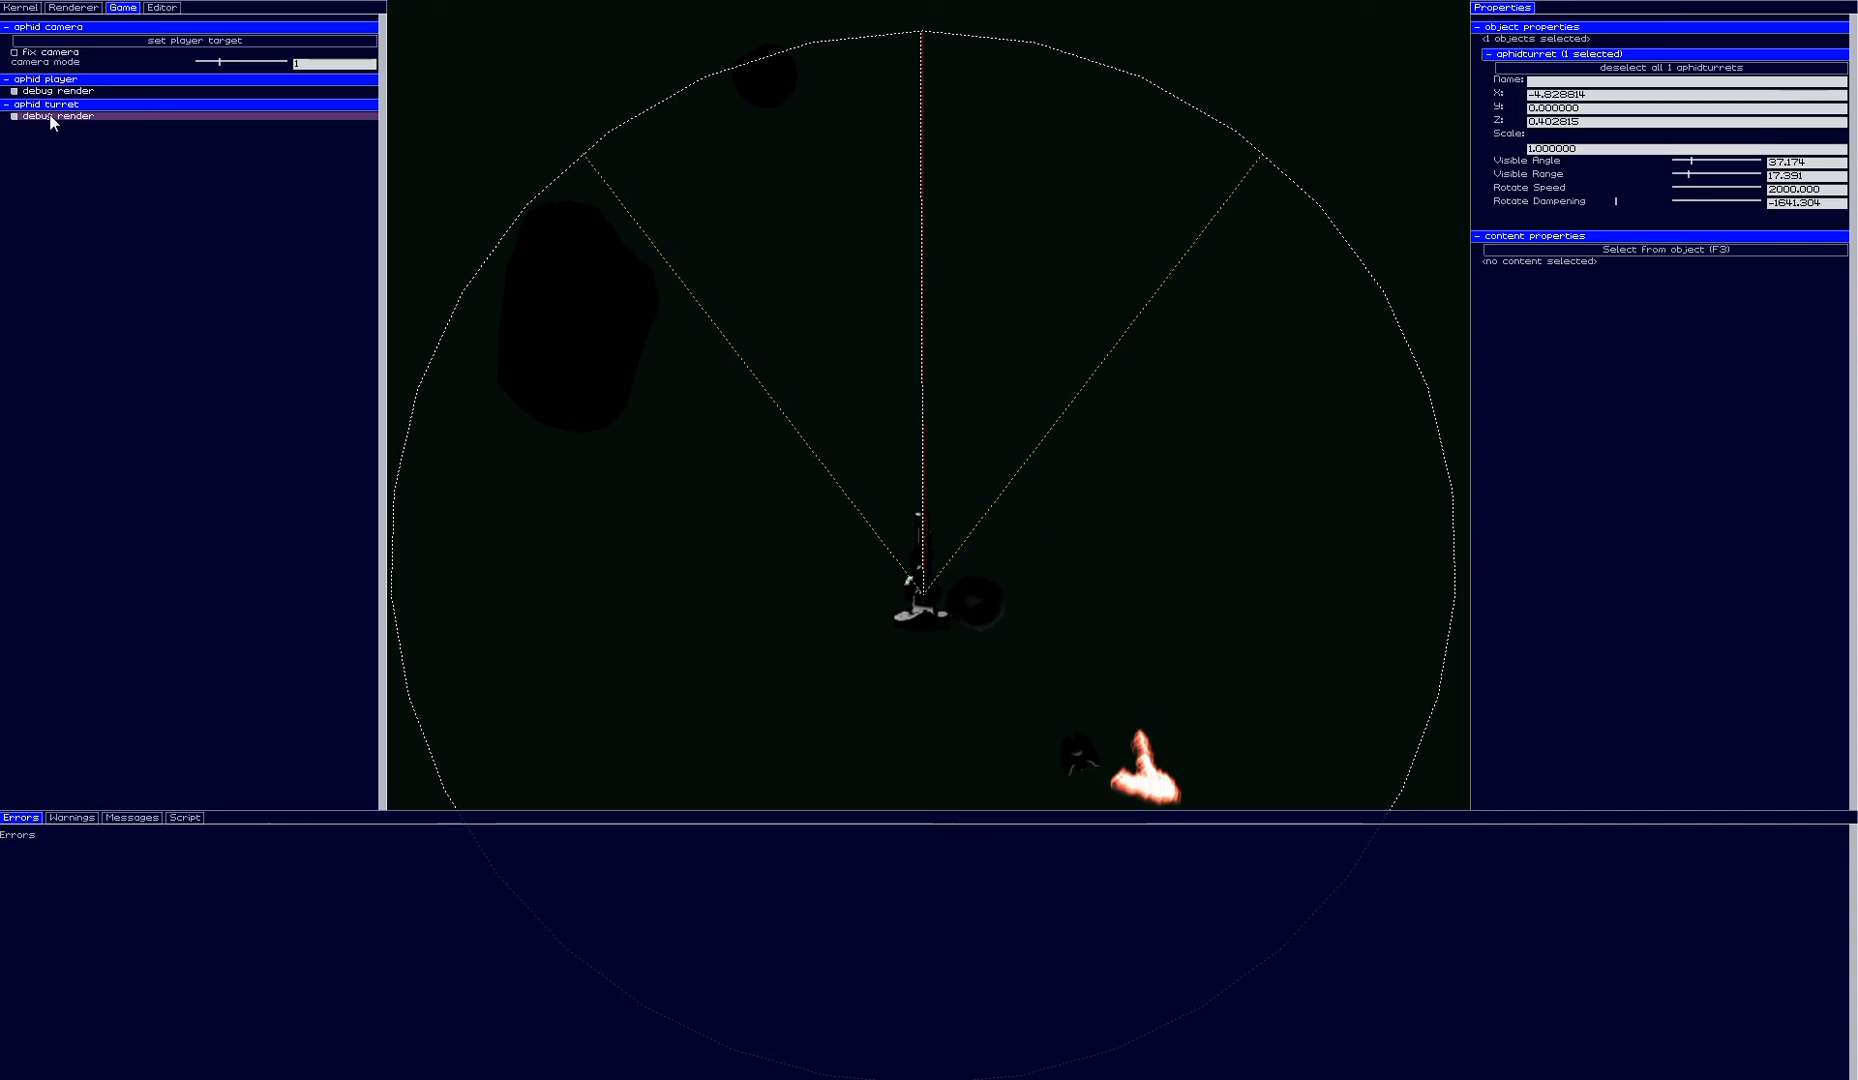 Kernel Renderer Game Editor
- aphid camera
set player target
fix camera
camera mode 1
- aphid player
debug render
- aphid turret
debug render
Properties
- object properties
<1 objects selected>
- aphidturret (1 selected)
deselect all 1 aphidturrets
Name:
X: -4.828814
Y: 0.000000
Z: 0.402815
Scale:
1.000000
Visible Angle 37.174
Visible Range 17.391
Rotate Speed 2000.000
Rotate Dampening -1641.304
- content properties
Select from object (F3)
<no content selected>
Errors Warnings Messages Script
Errors